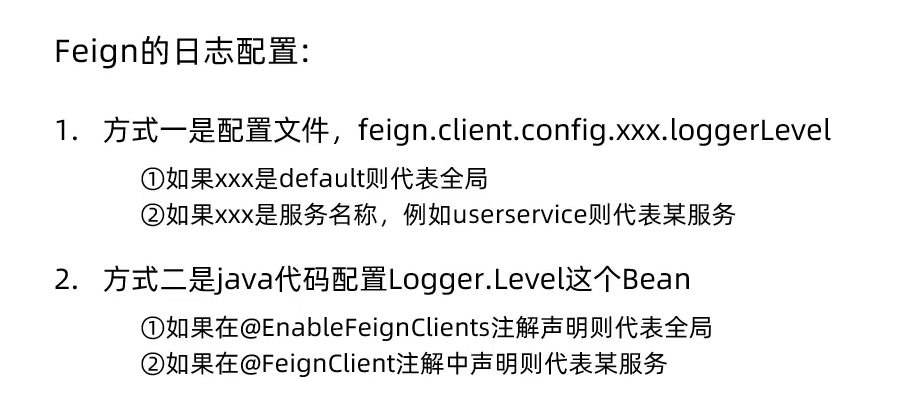 Feign的日志配置:
1. 方式一是配置文件，feign.client.config.xxx.loggerLevel
①如果xxx是default则代表全局
②如果xxx是服务名称，例如userservice则代表某服务
2. 方式二是java代码配置Logger.Level这个Bean
①如果在@EnableFeignClients注解声明则代表全局
②如果在@FeignClient注解中声明则代表某服务